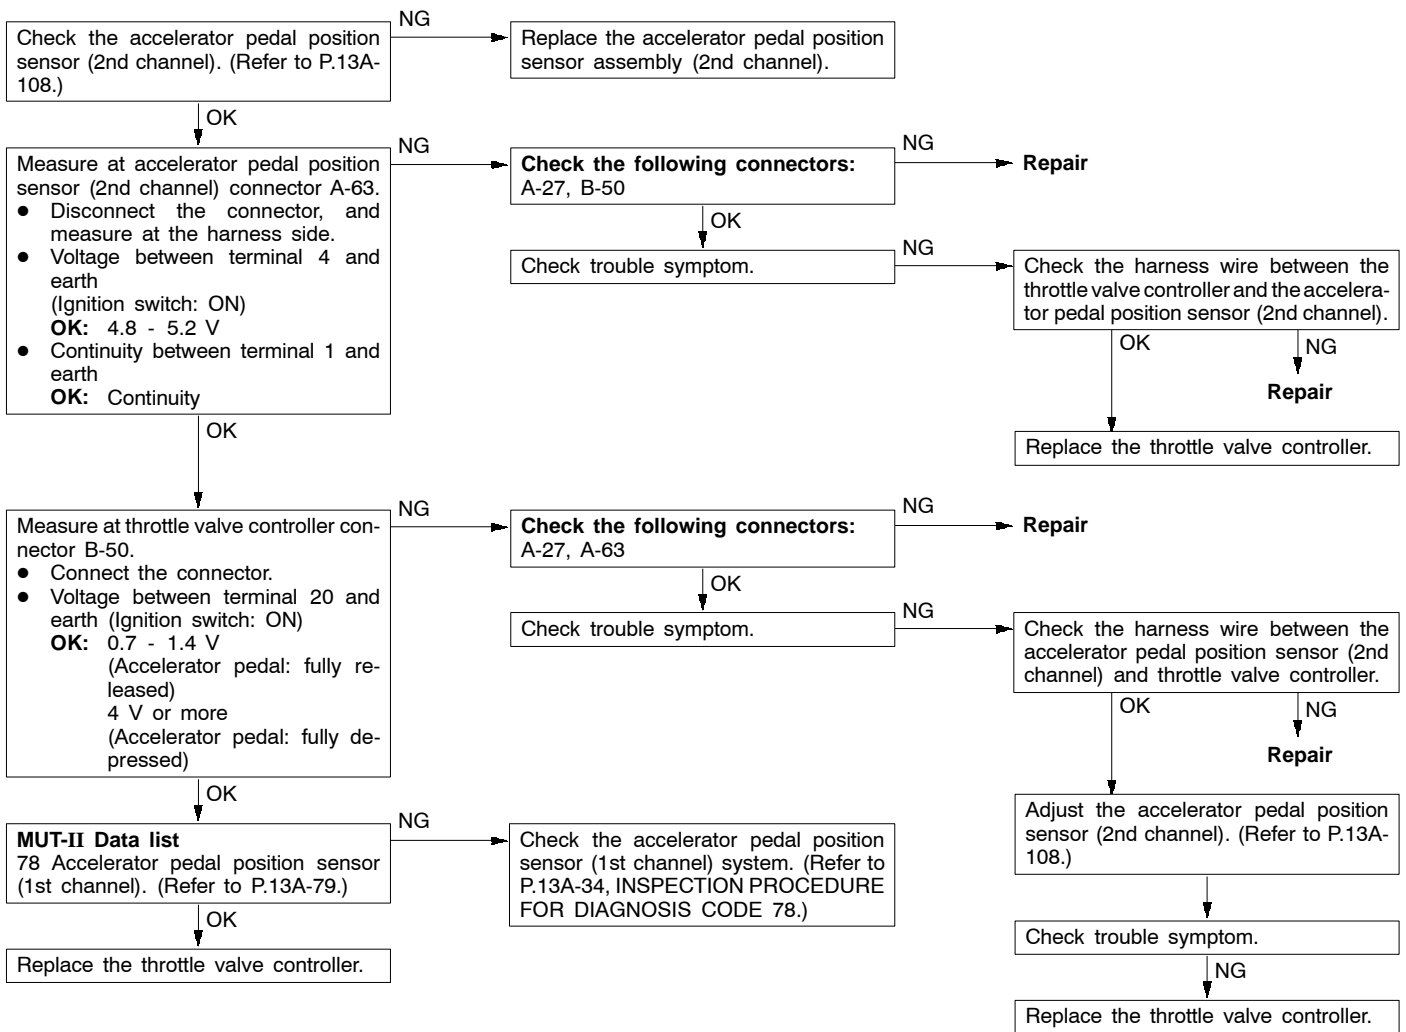 Check the accelerator pedal position
sensor (2nd channel). (Refer to P.13A-
108.)
NG
Replace the accelerator pedal position
sensor assembly (2nd channel).
OK
Measure at accelerator pedal position
sensor (2nd channel) connector A-63.
● Disconnect the connector, and
measure at the harness side.
● Voltage between terminal 4 and
earth
(Ignition switch: ON)
OK: 4.8 - 5.2 V
● Continuity between terminal 1 and
earth
OK: Continuity
NG
Check the following connectors:
A-27, B-50
NG
Repair
OK
Check trouble symptom.
NG
Check the harness wire between the
throttle valve controller and the accelera-
tor pedal position sensor (2nd channel).
OK
NG
Repair
Replace the throttle valve controller.
OK
Measure at throttle valve controller con-
nector B-50.
● Connect the connector.
● Voltage between terminal 20 and
earth (Ignition switch: ON)
OK: 0.7 - 1.4 V
(Accelerator pedal: fully re-
leased)
4 V or more
(Accelerator pedal: fully de-
pressed)
NG
Check the following connectors:
A-27, A-63
NG
Repair
OK
Check trouble symptom.
NG
Check the harness wire between the
accelerator pedal position sensor (2nd
channel) and throttle valve controller.
OK
NG
Repair
Adjust the accelerator pedal position
sensor (2nd channel). (Refer to P.13A-
108.)
Check trouble symptom.
NG
Replace the throttle valve controller.
OK
MUT-II Data list
78 Accelerator pedal position sensor
(1st channel). (Refer to P.13A-79.)
NG
Check the accelerator pedal position
sensor (1st channel) system. (Refer to
P.13A-34, INSPECTION PROCEDURE
FOR DIAGNOSIS CODE 78.)
OK
Replace the throttle valve controller.